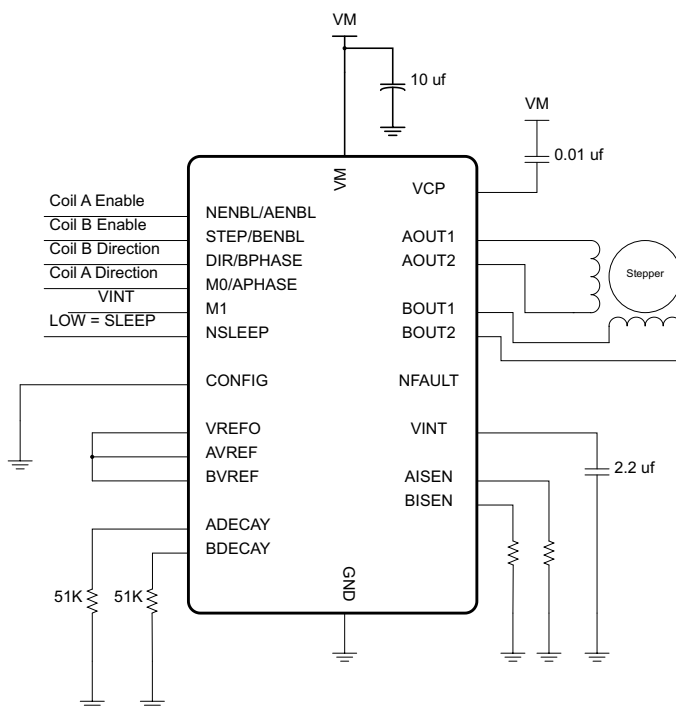 VM
10 uf
VM
0.01 uf
VM
VCP
Coil A Enable
NENBL/AENBL
Coil B Enable
STEP/BENBL
AOUT1
Coil B Direction
DIR/BPHASE
AOUT2
Stepper
Coil A Direction
M0/APHASE
VINT
M1
BOUT1
LOW = SLEEP
NSLEEP
BOUT2
CONFIG
NFAULT
VREFO
VINT
AVREF
BVREF
AISEN
2.2 uf
BISEN
ADECAY
BDECAY
GND
51K
51K